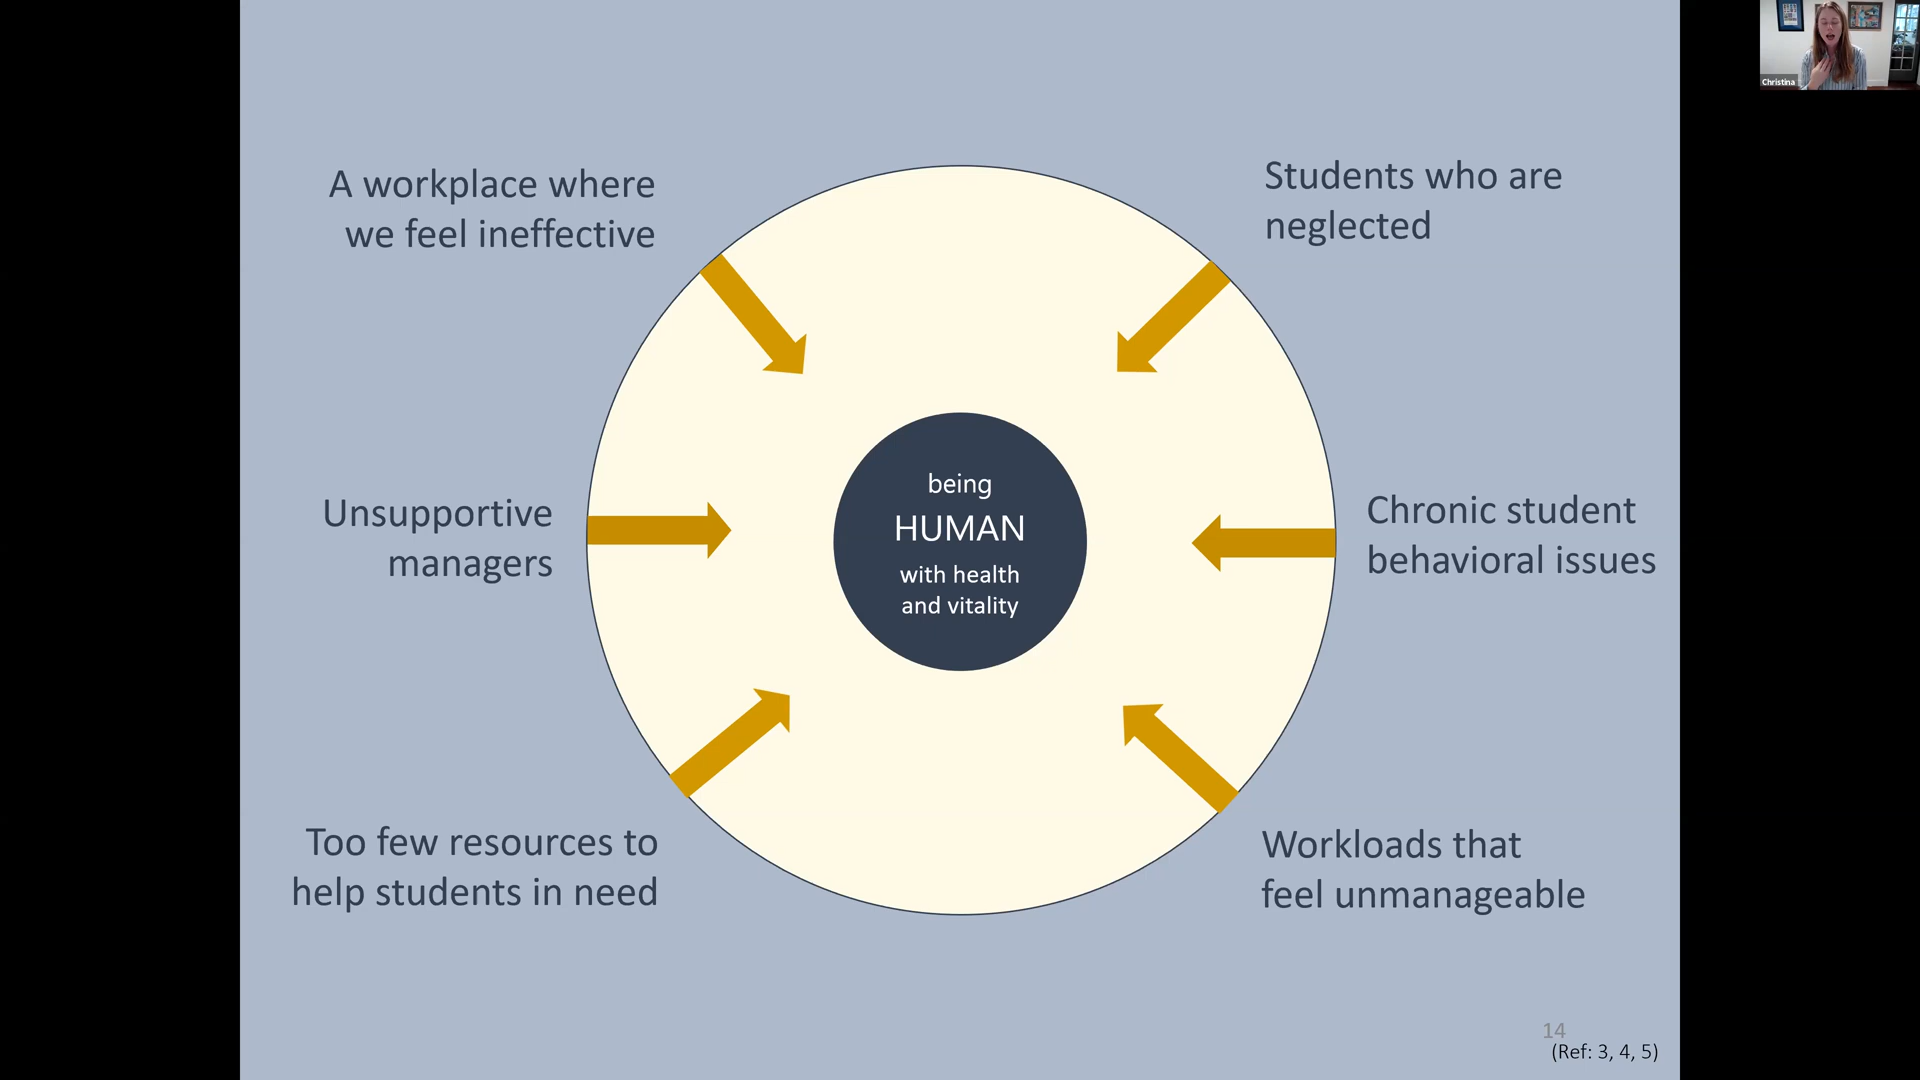 Christina
A workplace where
we feel ineffective
Students who are
neglected
Unsupportive
managers
being
HUMAN
with health
and vitality
Chronic student
behavioral issues
Too few resources to
help students in need
Workloads that
feel unmanageable
14
(Ref: 3, 4, 5)